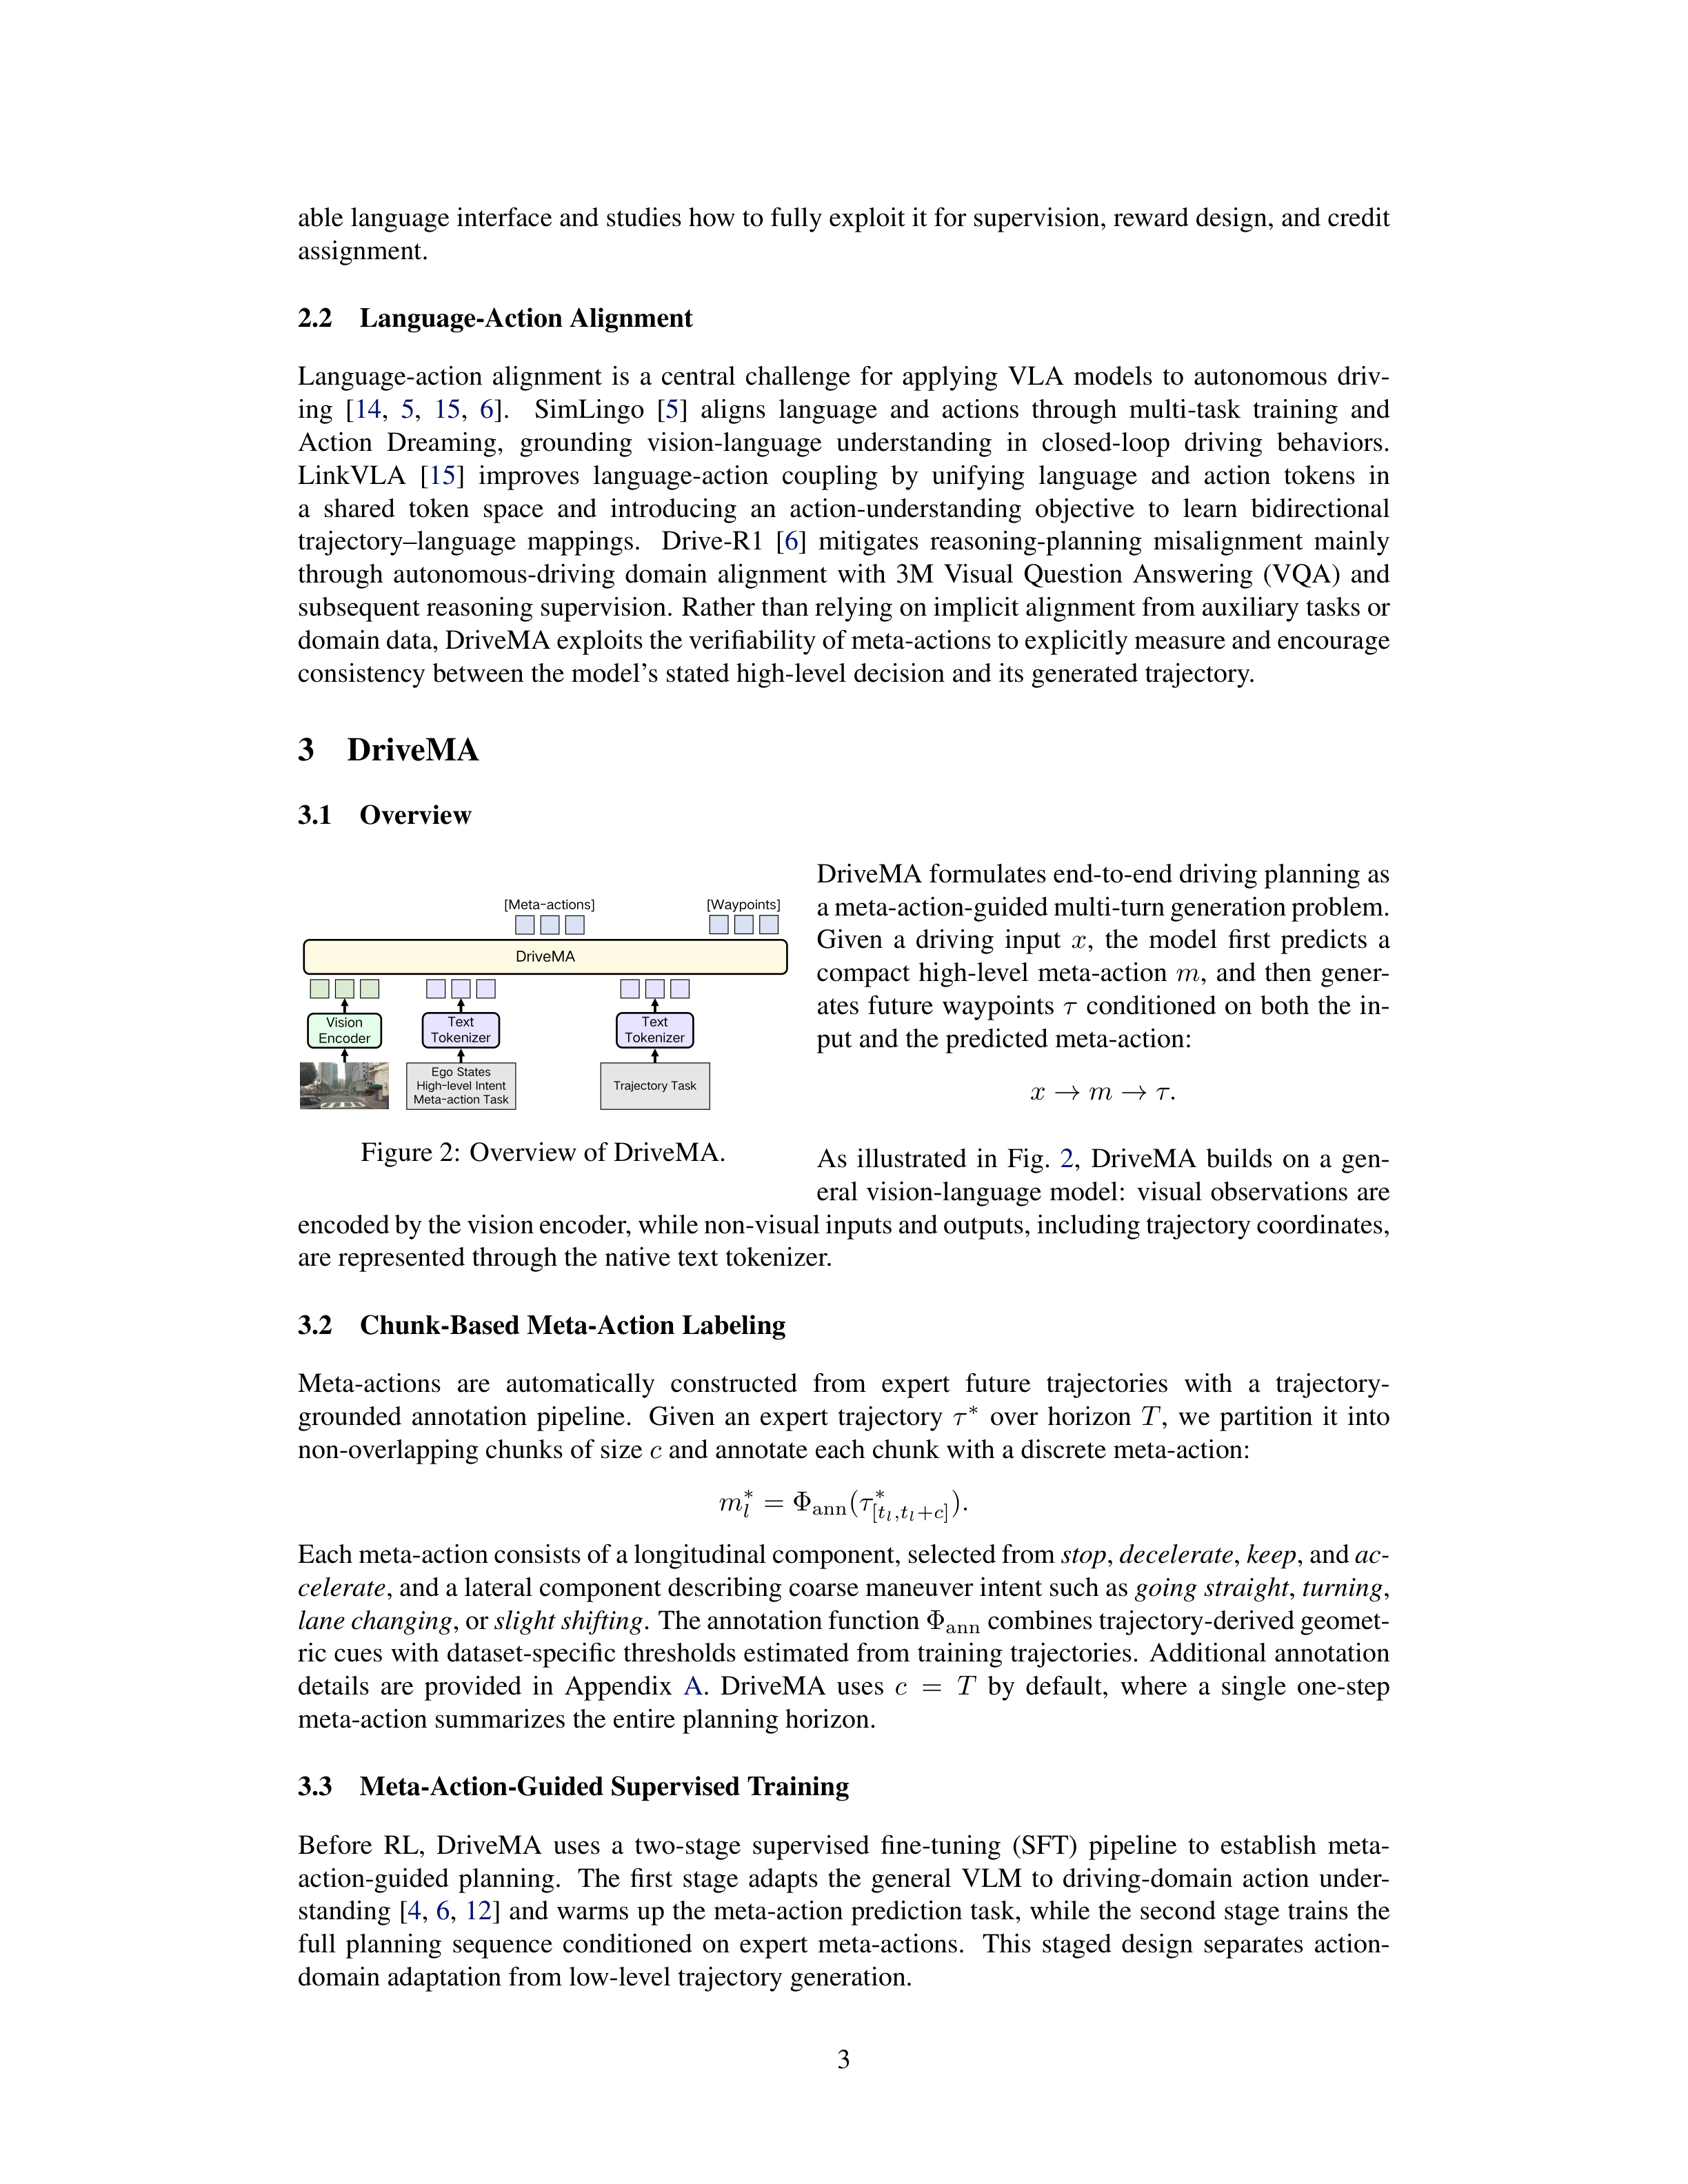 able language interface and studies how to fully exploit it for supervision, reward design, and credit
assignment.
2.2 Language-Action Alignment
Language-action alignment is a central challenge for applying VLA models to autonomous driv-
ing [14, 5, 15, 6]. SimLingo [5] aligns language and actions through multi-task training and
Action Dreaming, grounding vision-language understanding in closed-loop driving behaviors.
LinkVLA [15] improves language-action coupling by unifying language and action tokens in
a shared token space and introducing an action-understanding objective to learn bidirectional
trajectory–language mappings. Drive-R1 [6] mitigates reasoning-planning misalignment mainly
through autonomous-driving domain alignment with 3M Visual Question Answering (VQA) and
subsequent reasoning supervision. Rather than relying on implicit alignment from auxiliary tasks or
domain data, DriveMA exploits the verifiability of meta-actions to explicitly measure and encourage
consistency between the model's stated high-level decision and its generated trajectory.
3 DriveMA
3.1 Overview
[Meta-actions] [Waypoints]
DriveMA
Vision
Encoder
Text
Tokenizer
Text
Tokenizer
Ego States
High-level Intent
Meta-action Task
Trajectory Task
Figure 2: Overview of DriveMA.
DriveMA formulates end-to-end driving planning as
a meta-action-guided multi-turn generation problem.
Given a driving input x, the model first predicts a
compact high-level meta-action m, and then gener-
ates future waypoints τ conditioned on both the in-
put and the predicted meta-action:
x → m → τ.
As illustrated in Fig. 2, DriveMA builds on a gen-
eral vision-language model: visual observations are
encoded by the vision encoder, while non-visual inputs and outputs, including trajectory coordinates,
are represented through the native text tokenizer.
3.2 Chunk-Based Meta-Action Labeling
Meta-actions are automatically constructed from expert future trajectories with a trajectory-
grounded annotation pipeline. Given an expert trajectory τ* over horizon T, we partition it into
non-overlapping chunks of size c and annotate each chunk with a discrete meta-action:
m*_l = Φ_ann(τ*_[t_l,t_l+c]).
Each meta-action consists of a longitudinal component, selected from stop, decelerate, keep, and ac-
celerate, and a lateral component describing coarse maneuver intent such as going straight, turning,
lane changing, or slight shifting. The annotation function Φ_ann combines trajectory-derived geomet-
ric cues with dataset-specific thresholds estimated from training trajectories. Additional annotation
details are provided in Appendix A. DriveMA uses c = T by default, where a single one-step
meta-action summarizes the entire planning horizon.
3.3 Meta-Action-Guided Supervised Training
Before RL, DriveMA uses a two-stage supervised fine-tuning (SFT) pipeline to establish meta-
action-guided planning. The first stage adapts the general VLM to driving-domain action under-
standing [4, 6, 12] and warms up the meta-action prediction task, while the second stage trains the
full planning sequence conditioned on expert meta-actions. This staged design separates action-
domain adaptation from low-level trajectory generation.
3